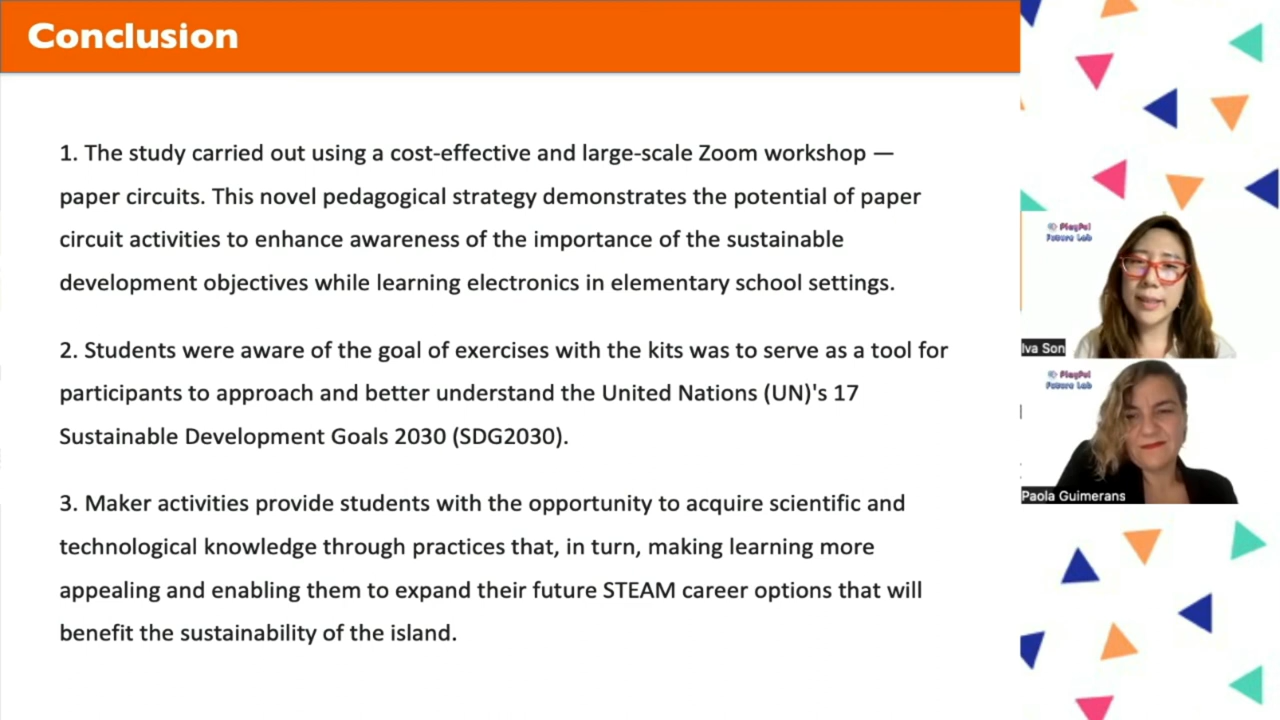 Conclusion
1. The study carried out using a cost-effective and large-scale Zoom workshop —
paper circuits. This novel pedagogical strategy demonstrates the potential of paper
circuit activities to enhance awareness of the importance of the sustainable
development objectives while learning electronics in elementary school settings.
2. Students were aware of the goal of exercises with the kits was to serve as a tool for
participants to approach and better understand the United Nations (UN)'s 17
Sustainable Development Goals 2030 (SDG2030).
3. Maker activities provide students with the opportunity to acquire scientific and
technological knowledge through practices that, in turn, making learning more
appealing and enabling them to expand their future STEAM career options that will
benefit the sustainability of the island.
PlayPal
Future Lab
Iva Son
PlayPal
Future Lab
Paola Guimerans